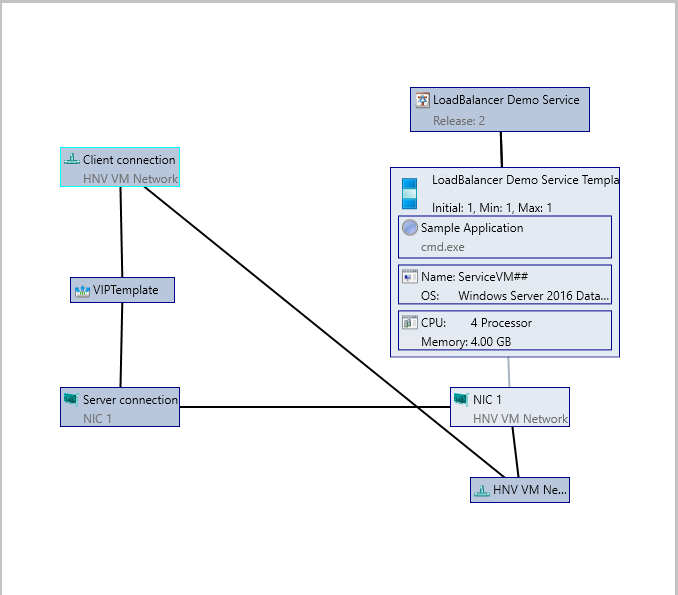 LoadBalancer Demo Service
Release: 2
Client connection
HNV VM Network
LoadBalancer Demo Service Templa
Initial: 1, Min: 1, Max: 1
Sample Application
cmd.exe
Name: ServiceVM##
OS: Windows Server 2016 Data...
VIPTemplate
CPU: 4 Processor
Memory: 4.00 GB
Server connection
NIC 1
NIC 1
HNV VM Network
HNV VM Ne...